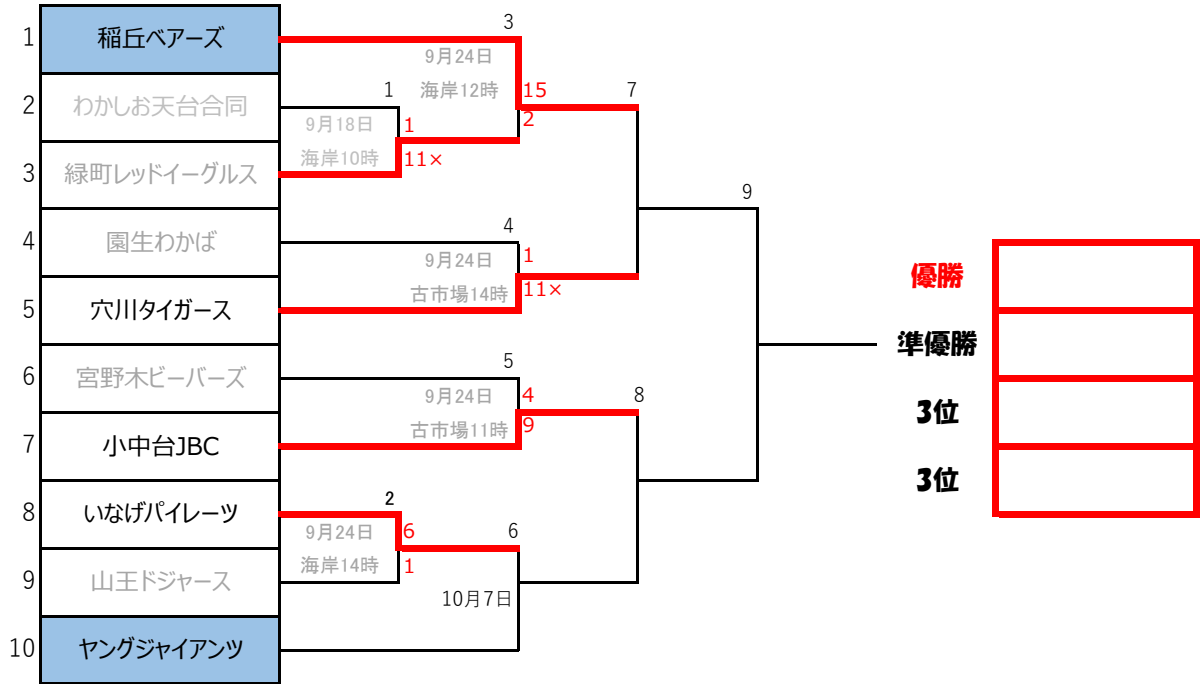 1 稲丘ベアーズ
2 わかしお天台合同
3 緑町レッドイーグルス
4 園生わかば
5 穴川タイガース
6 宮野木ビーバーズ
7 小中台JBC
8 いなげパイレーツ
9 山王ドジャース
10 ヤングジャイアンツ
1
9月18日
海岸10時
1
11×
2
9月24日
海岸14時
6
1
3
9月24日
海岸12時
15
2
4
9月24日
古市場14時
1
11×
5
9月24日
古市場11時
4
9
6
10月7日
7
8
9
優勝
準優勝
3位
3位